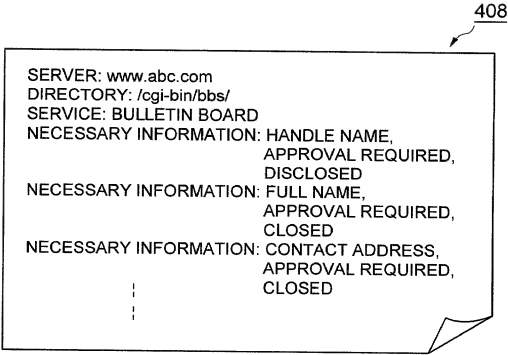 408
SERVER: www.abc.com
DIRECTORY: /cgi-bin/bbs/
SERVICE: BULLETIN BOARD
NECESSARY INFORMATION: HANDLE NAME,
APPROVAL REQUIRED,
DISCLOSED
NECESSARY INFORMATION: FULL NAME,
APPROVAL REQUIRED,
CLOSED
NECESSARY INFORMATION: CONTACT ADDRESS,
APPROVAL REQUIRED,
CLOSED